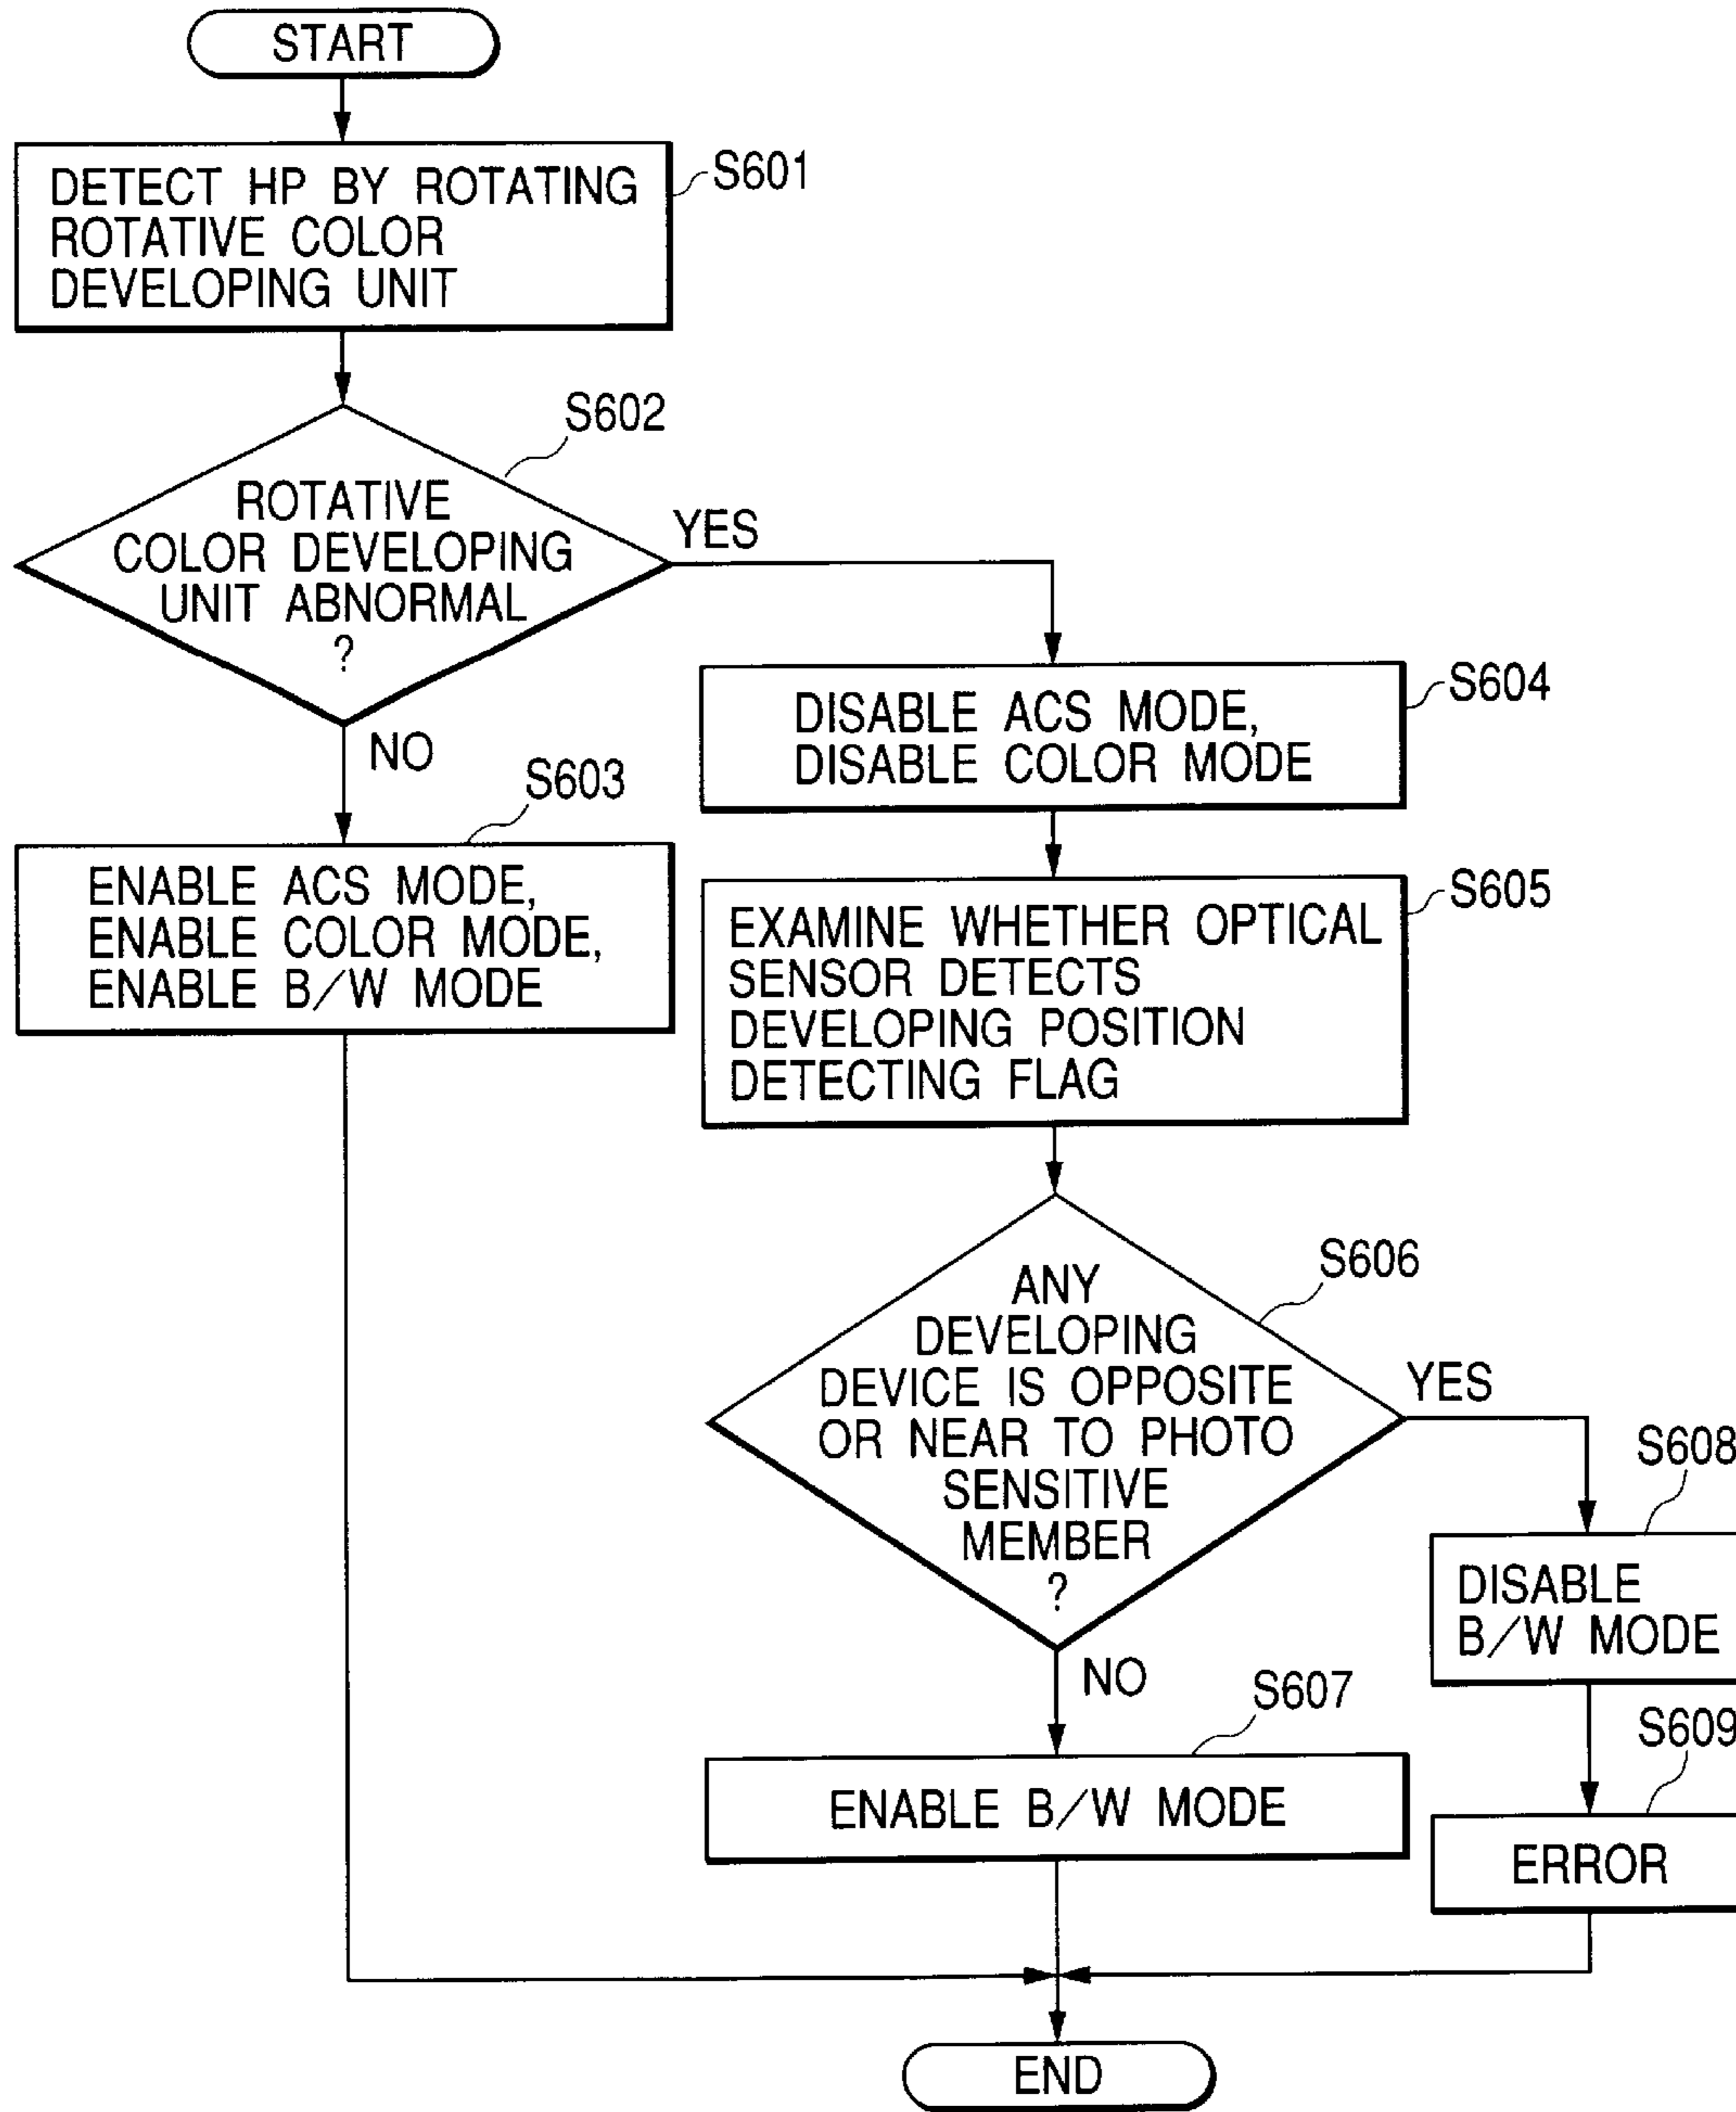 START
DETECT HP BY ROTATING
ROTATIVE COLOR
DEVELOPING UNIT
S601
S602
ROTATIVE
COLOR DEVELOPING
UNIT ABNORMAL
?
YES
NO
S603
ENABLE ACS MODE,
ENABLE COLOR MODE,
ENABLE B/W MODE
S604
DISABLE ACS MODE,
DISABLE COLOR MODE
S605
EXAMINE WHETHER OPTICAL
SENSOR DETECTS
DEVELOPING POSITION
DETECTING FLAG
S606
ANY
DEVELOPING
DEVICE IS OPPOSITE
OR NEAR TO PHOTO
SENSITIVE
MEMBER
?
YES
NO
S607
ENABLE B/W MODE
S608
DISABLE
B/W MODE
S609
ERROR
END